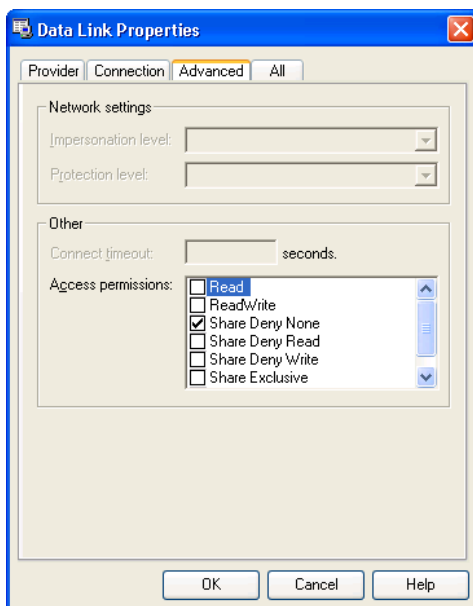 Data Link Properties
Provider Connection Advanced All
Network settings
Impersonation level:
Protection level:
Other
Connect timeout: seconds.
Access permissions: Read
ReadWrite
Share Deny None
Share Deny Read
Share Deny Write
Share Exclusive
OK Cancel Help